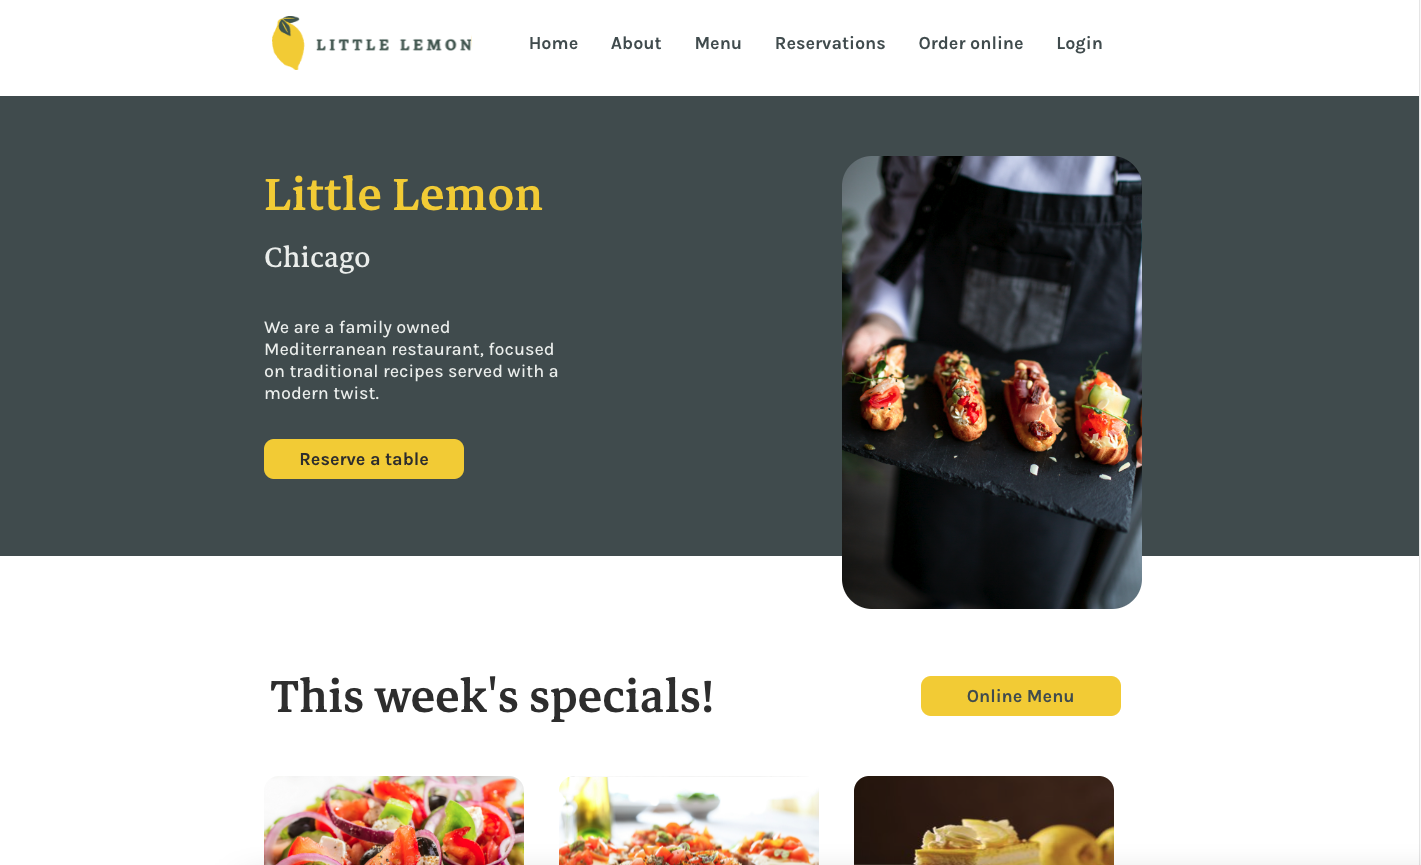 LITTLE LEMON
Home About Menu Reservations Order online Login
Little Lemon
Chicago
We are a family owned
Mediterranean restaurant, focused
on traditional recipes served with a
modern twist.
Reserve a table
This week's specials!
Online Menu